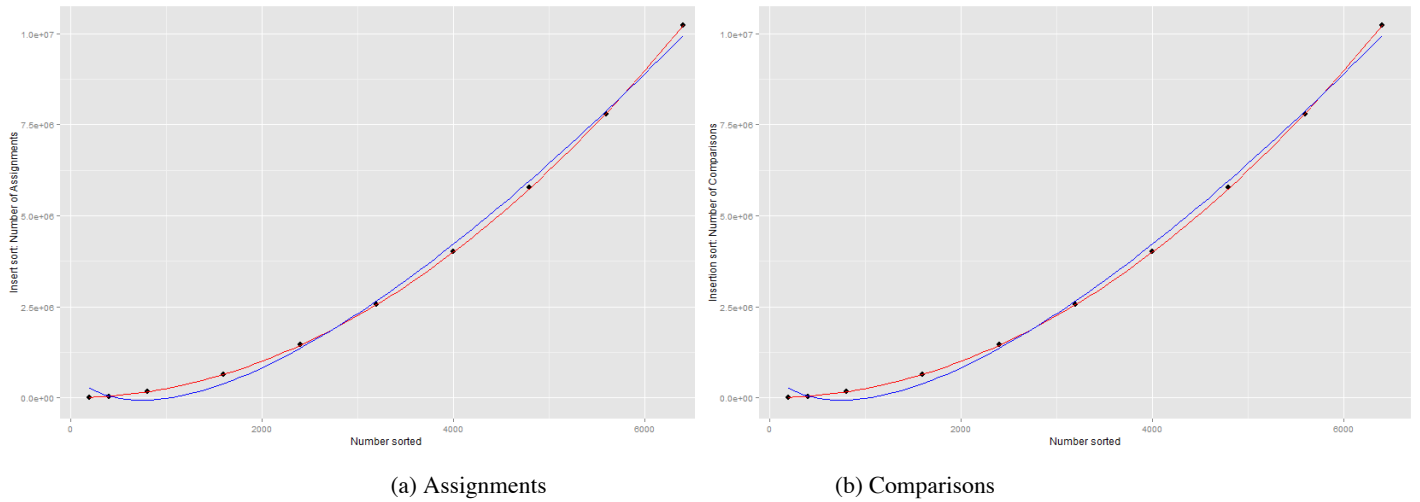 1.0e+07
7.5e+06
5.0e+06
2.5e+06
0.0e+00
Insert sort: Number of Assignments
0
2000
4000
6000
Number sorted
(a) Assignments
1.0e+07
7.5e+06
5.0e+06
2.5e+06
0.0e+00
Insertion sort: Number of Comparisons
0
2000
4000
6000
Number sorted
(b) Comparisons